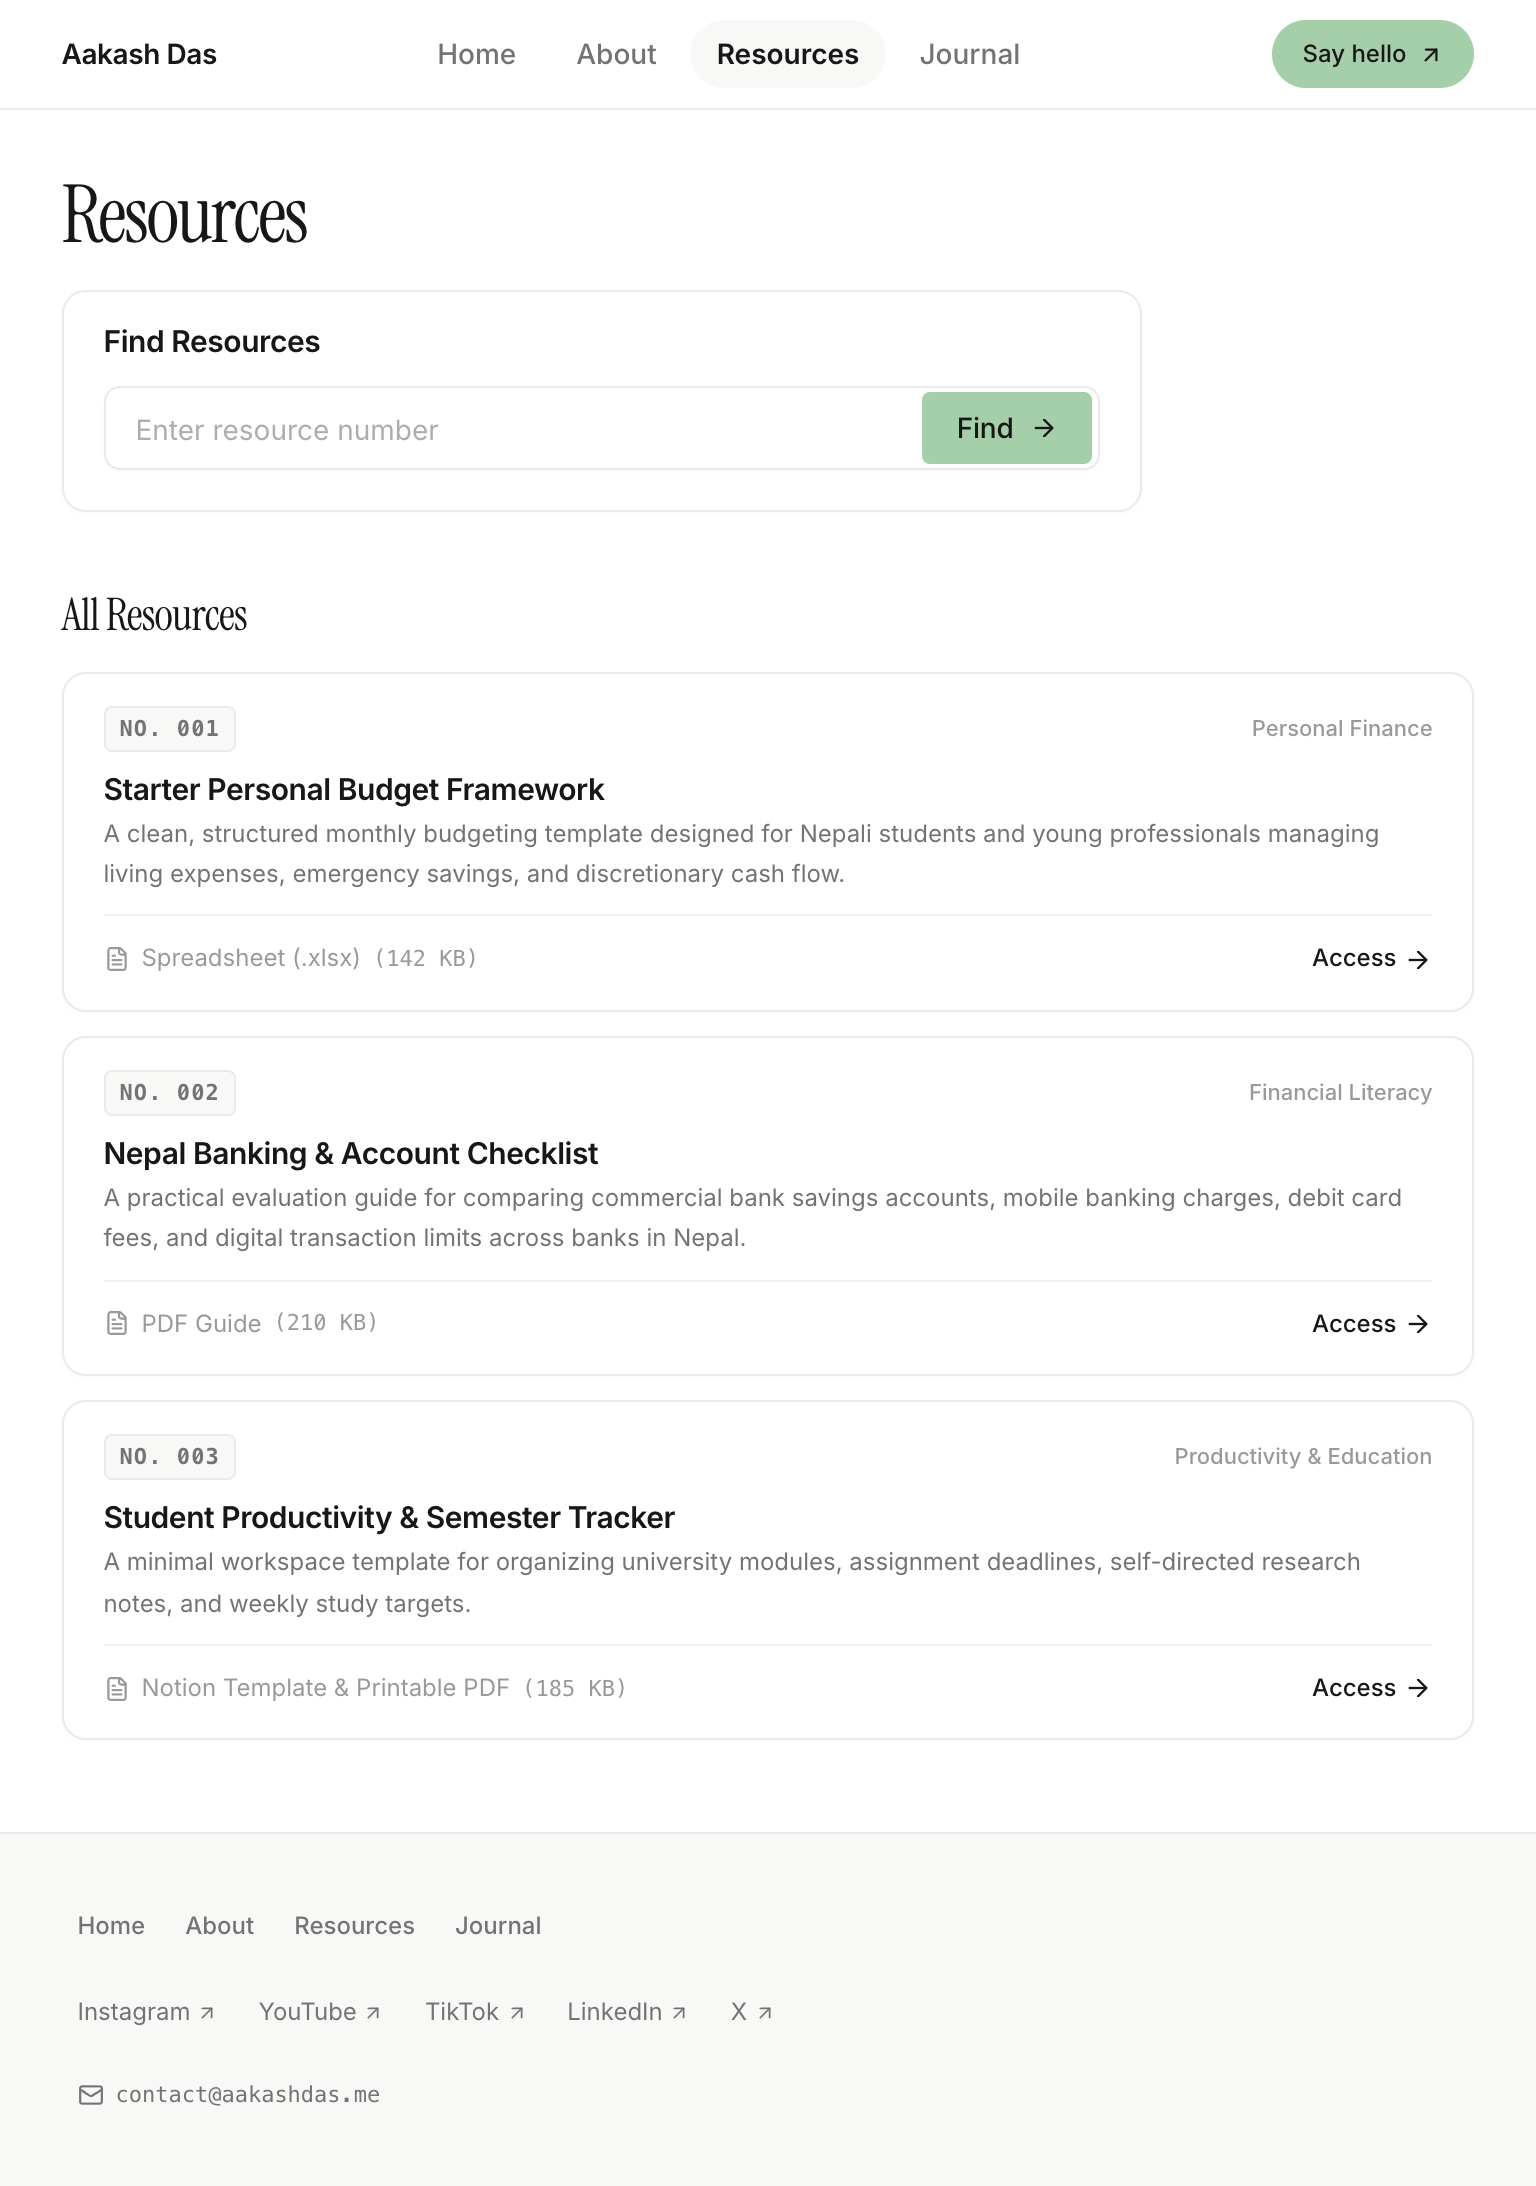 Aakash Das
Home About Resources Journal
Say hello
Resources
Find Resources
Enter resource number
Find
All Resources
NO. 001
Personal Finance
Starter Personal Budget Framework
A clean, structured monthly budgeting template designed for Nepali students and young professionals managing
living expenses, emergency savings, and discretionary cash flow.
Spreadsheet (.xlsx) (142 KB)
Access
NO. 002
Financial Literacy
Nepal Banking & Account Checklist
A practical evaluation guide for comparing commercial bank savings accounts, mobile banking charges, debit card
fees, and digital transaction limits across banks in Nepal.
PDF Guide (210 KB)
Access
NO. 003
Productivity & Education
Student Productivity & Semester Tracker
A minimal workspace template for organizing university modules, assignment deadlines, self-directed research
notes, and weekly study targets.
Notion Template & Printable PDF (185 KB)
Access
Home About Resources Journal
Instagram YouTube TikTok LinkedIn X
contact@aakashdas.me